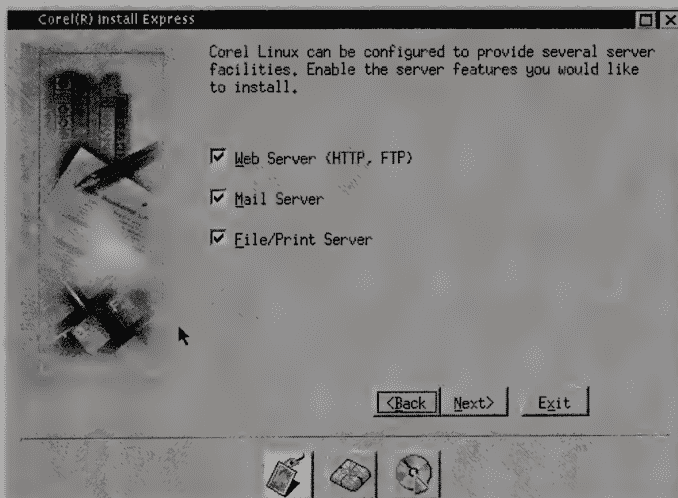 Corel(R) Install Express
Corel Linux can be configured to provide several server
facilities. Enable the server features you would like
to install.
Web Server (HTTP, FTP)
Mail Server
File/Print Server
<Back
Next>
Exit